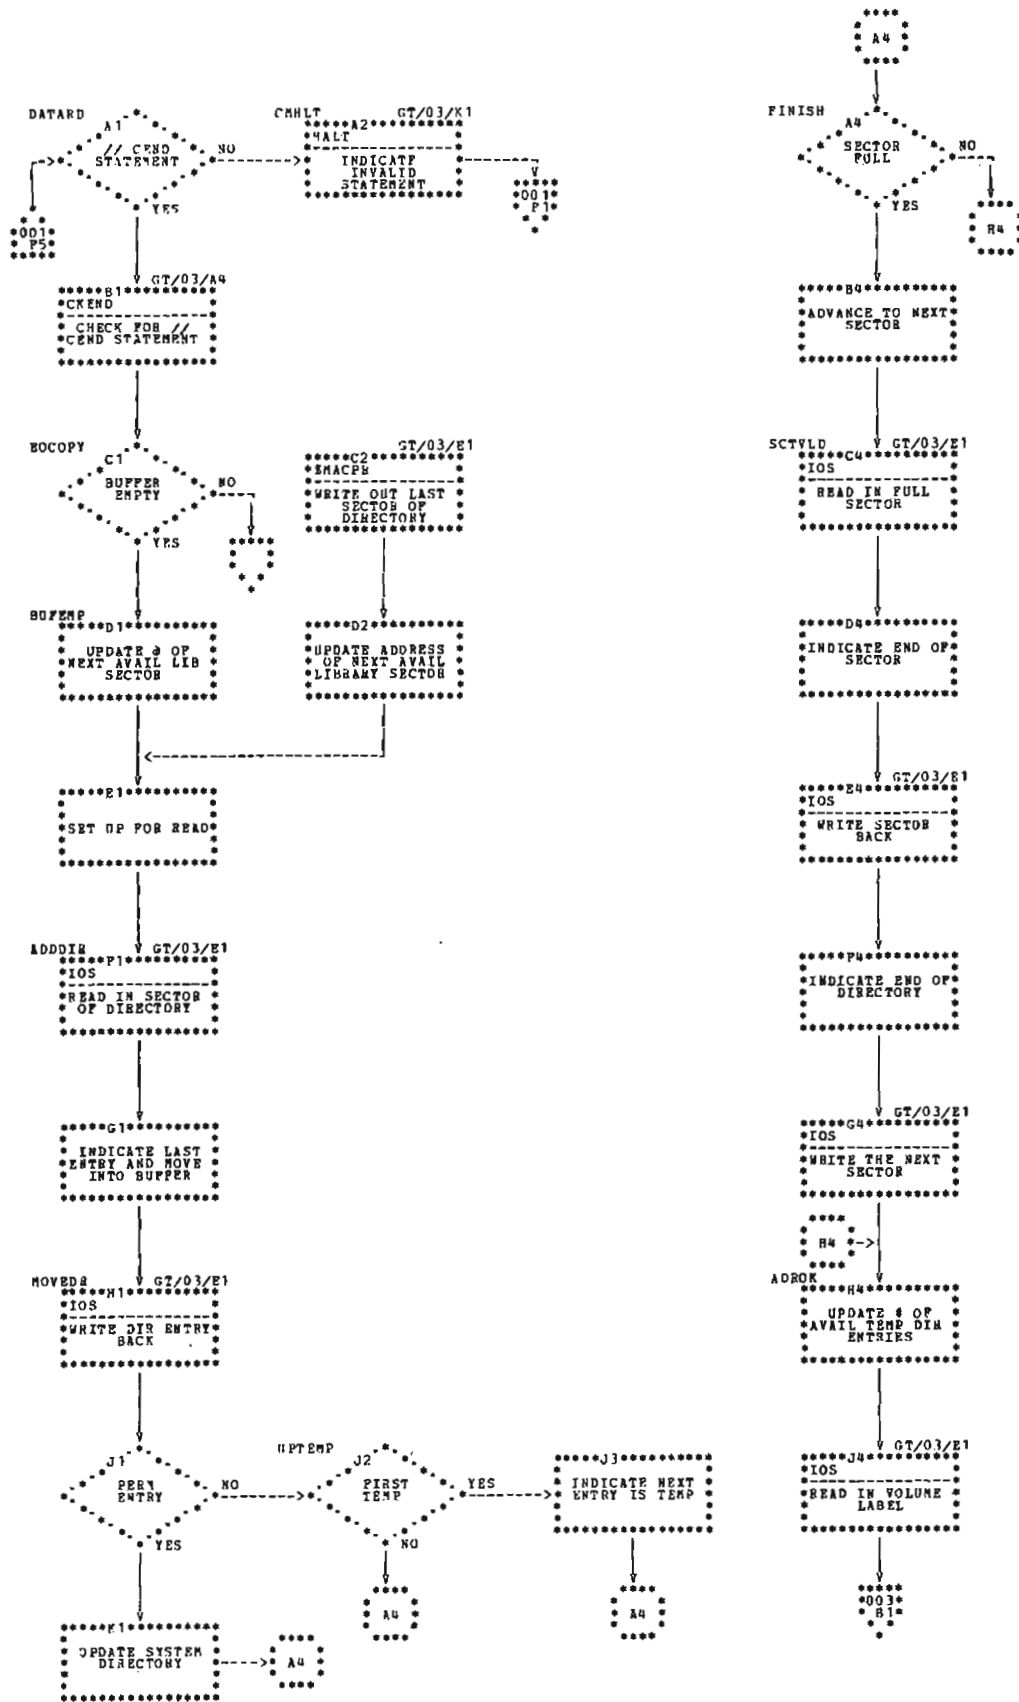 DATARD
A1
// CEND
STATEMENT
NO
YES
001
P5
CMHLT GT/03/K1
A2
HALT
INDICATE
INVALID
STATEMENT
001
P1
GT/03/A4
B1
CKEND
CHECK FOR //
CEND STATEMENT
EOCOPY
C1
BUFFER
EMPTY
NO
YES
GT/03/E1
C2
$MACPB
WRITE OUT LAST
SECTOR OF
DIRECTORY
BUFEMP
D1
UPDATE @ OF
NEXT AVAIL LIB
SECTOR
D2
UPDATE ADDRESS
OF NEXT AVAIL
LIBRARY SECTOR
E1
SET UP FOR READ
ADDDIR GT/03/E1
F1
IOS
READ IN SECTOR
OF DIRECTORY
G1
INDICATE LAST
ENTRY AND MOVE
INTO BUFFER
MOVEDR GT/03/E1
H1
IOS
WRITE DIR ENTRY
BACK
J1
PERM
ENTRY
NO
YES
UPTEMP
J2
FIRST
TEMP
YES
NO
J3
INDICATE NEXT
ENTRY IS TEMP
A4
A4
K1
UPDATE SYSTEM
DIRECTORY
A4
A4
FINISH
A4
SECTOR
FULL
NO
YES
H4
B4
ADVANCE TO NEXT
SECTOR
SCTVLD GT/03/E1
C4
IOS
READ IN FULL
SECTOR
D4
INDICATE END OF
SECTOR
GT/03/E1
E4
IOS
WRITE SECTOR
BACK
F4
INDICATE END OF
DIRECTORY
GT/03/E1
G4
IOS
WRITE THE NEXT
SECTOR
H4
ADROK
H4
UPDATE # OF
AVAIL TEMP DIR
ENTRIES
GT/03/E1
J4
IOS
READ IN VOLUME
LABEL
003
B1